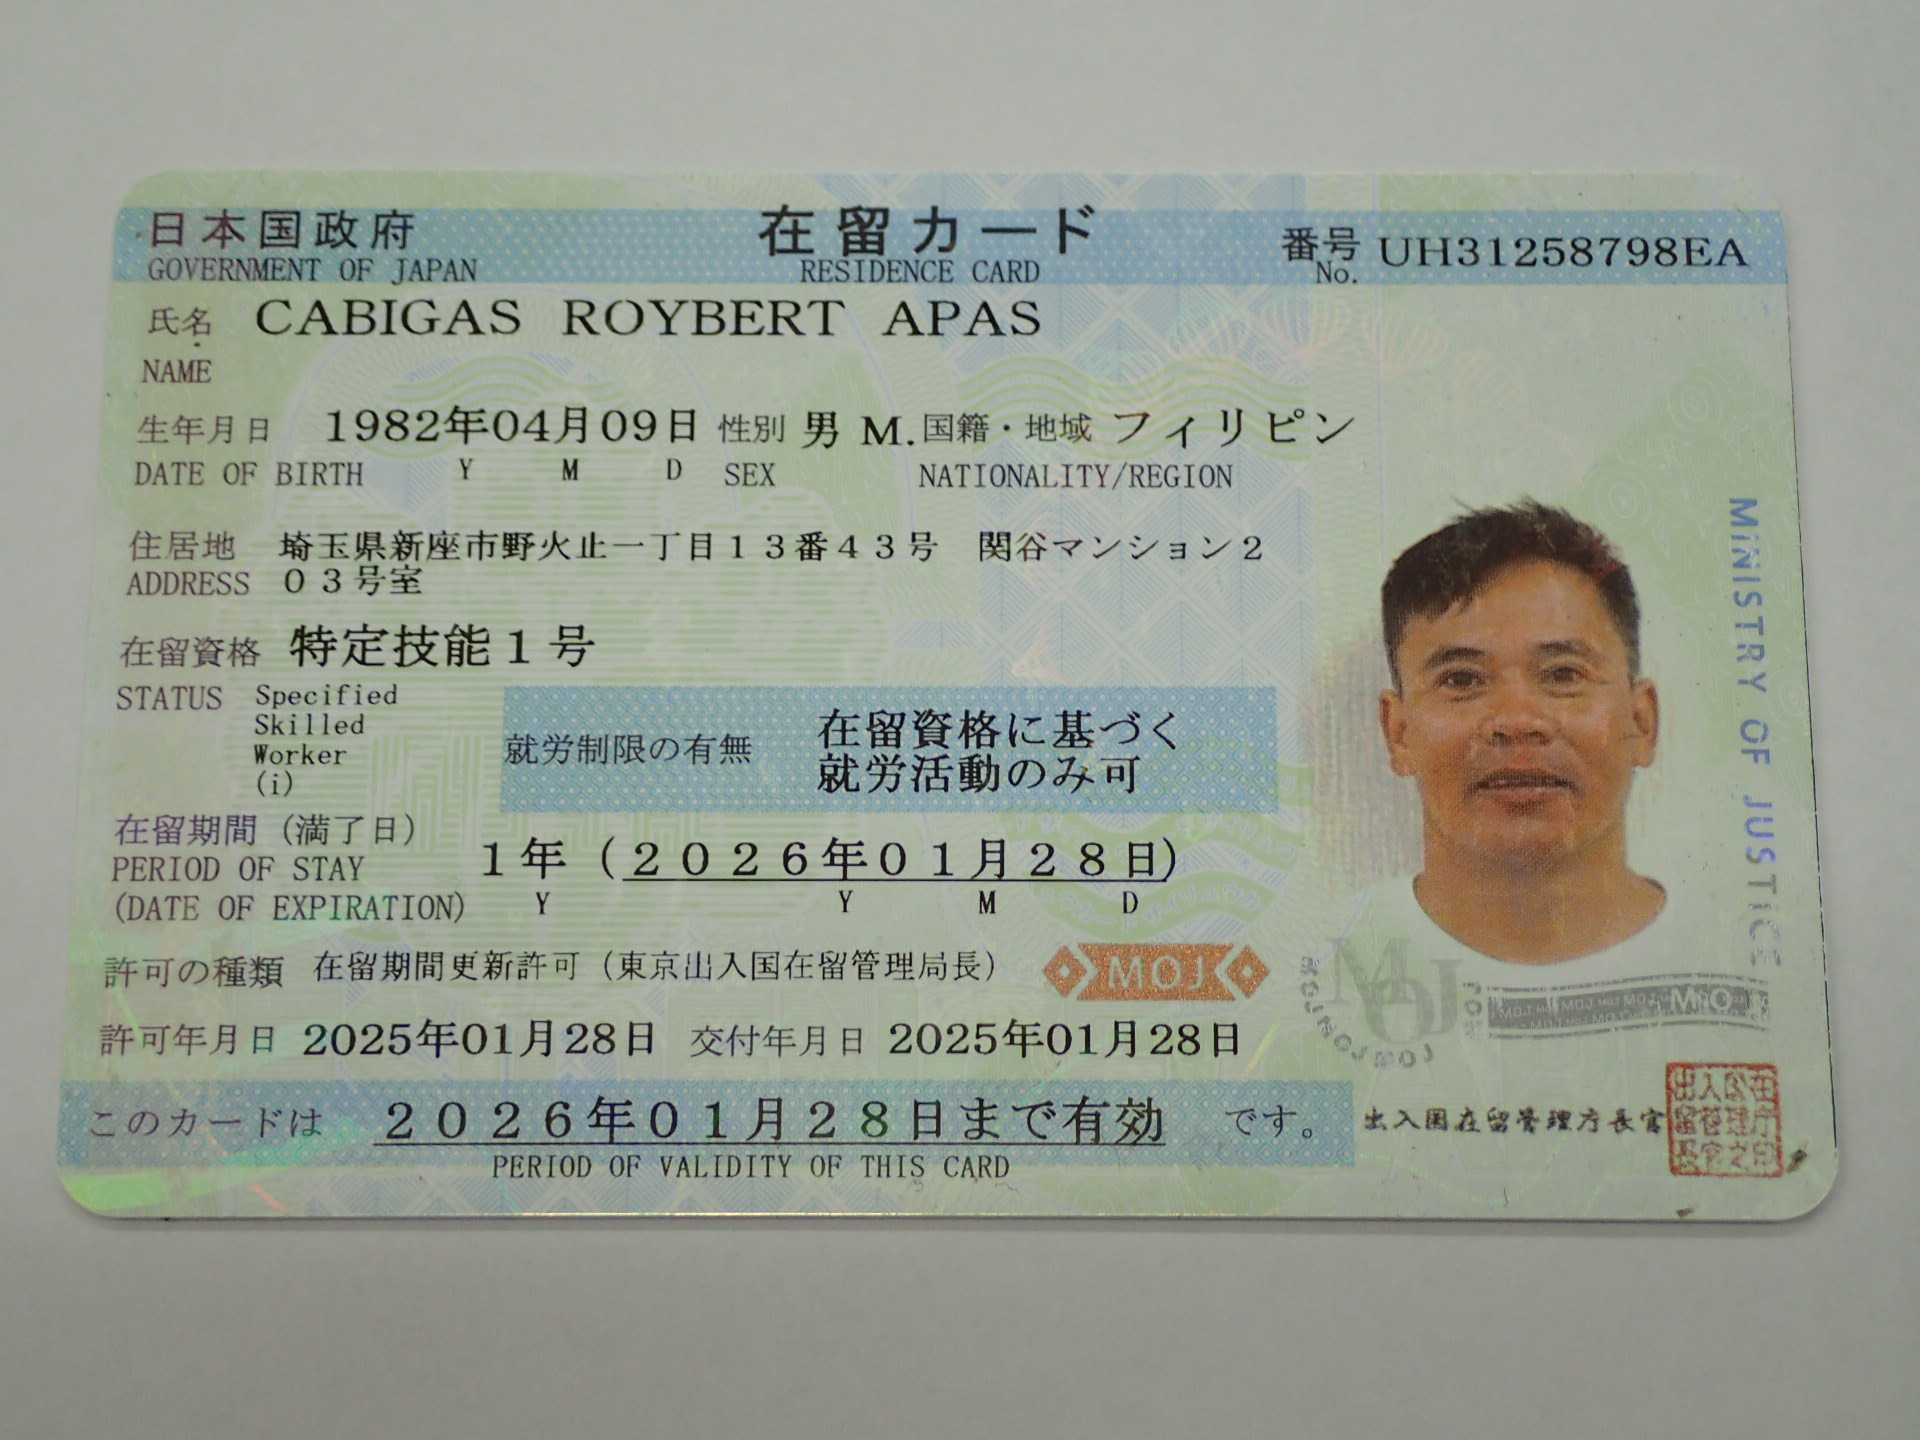 日本国政府 在留カード 番号 UH31258798EA
GOVERNMENT OF JAPAN RESIDENCE CARD No.
氏名 CABIGAS ROYBERT APAS
NAME
生年月日 1982年04月09日 性別 男 M. 国籍・地域 フィリピン
DATE OF BIRTH Y M D SEX NATIONALITY/REGION
住居地 埼玉県新座市野火止一丁目13番43号 関谷マンション2
ADDRESS 03号室
在留資格 特定技能1号
STATUS Specified
Skilled
Worker
(i)
就労制限の有無 在留資格に基づく
就労活動のみ可
在留期間(満了日)
PERIOD OF STAY 1年(2026年01月28日)
(DATE OF EXPIRATION) Y Y M D
許可の種類 在留期間更新許可(東京出入国在留管理局長)
MOJ
許可年月日 2025年01月28日 交付年月日 2025年01月28日
このカードは 2026年01月28日まで有効 です。
PERIOD OF VALIDITY OF THIS CARD
MINISTRY OF JUSTICE
MOJ
出入国在留管理庁長官